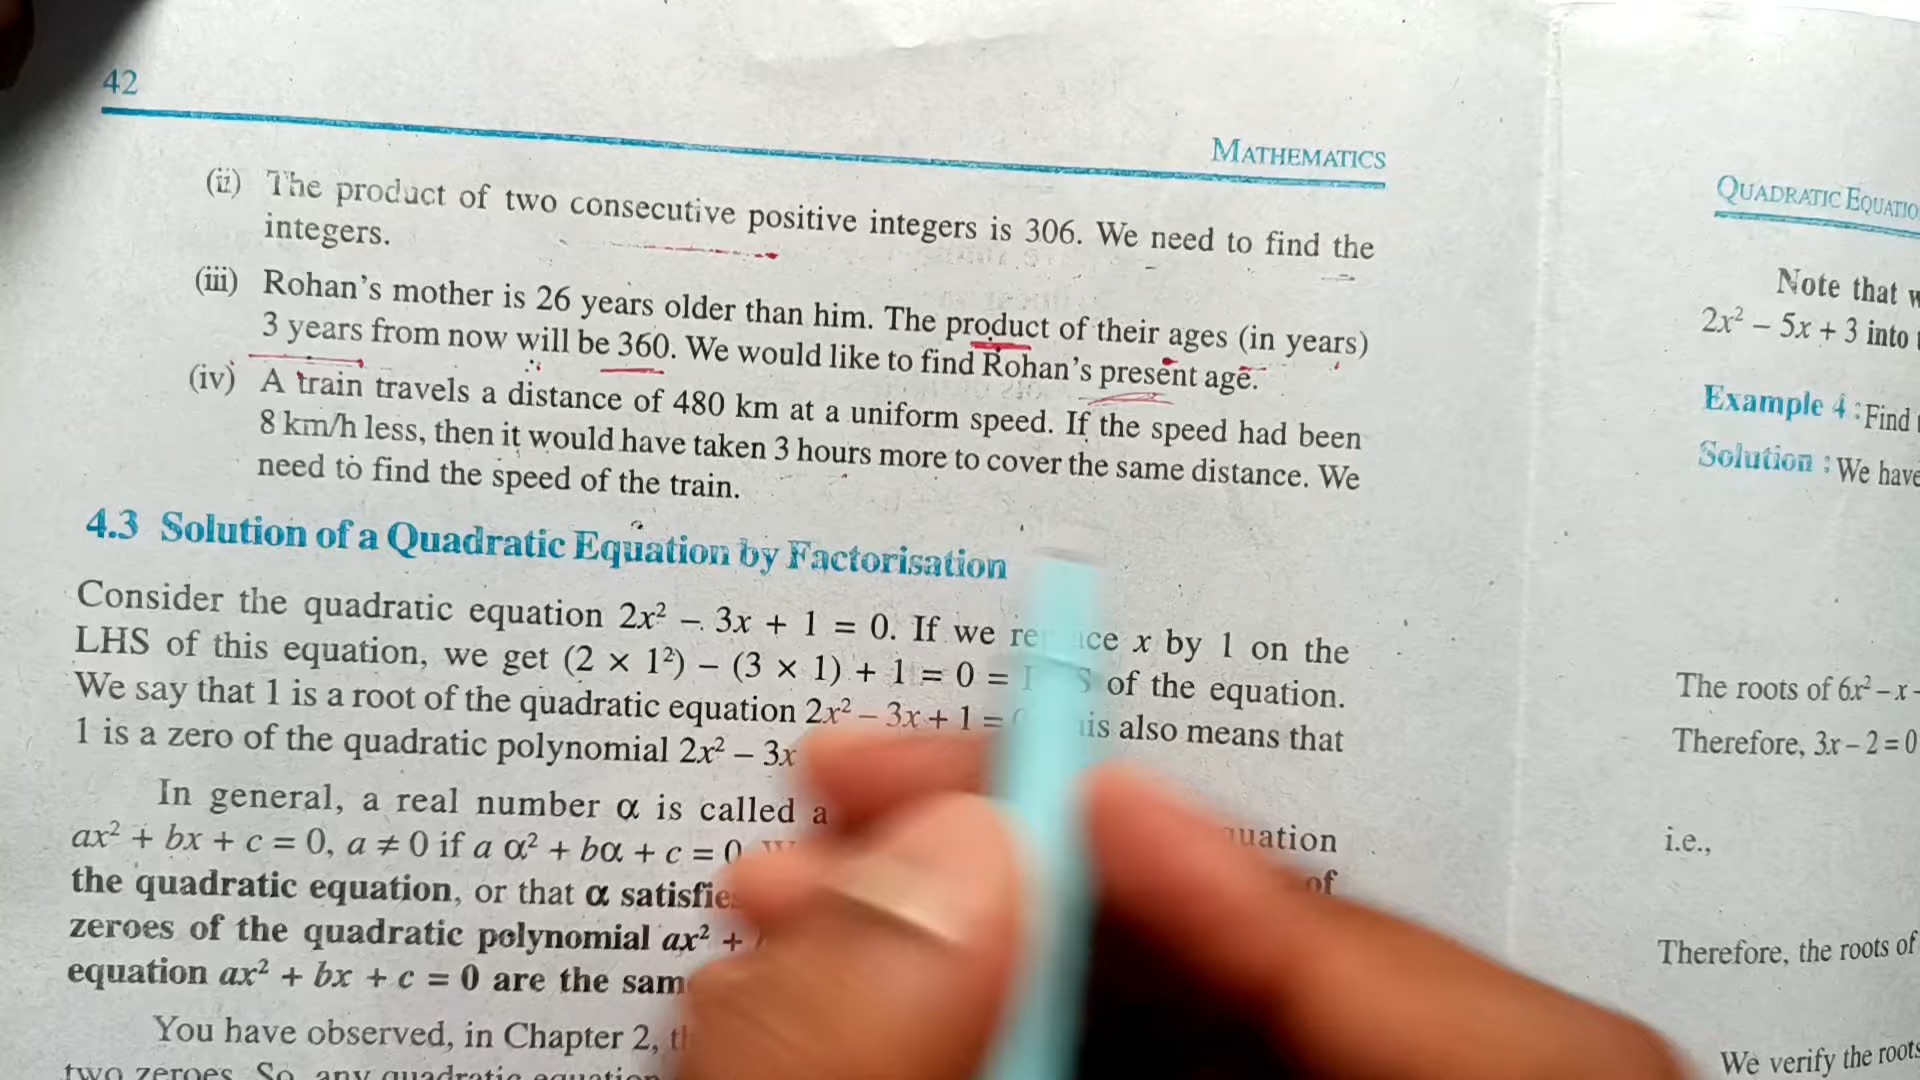 42
MATHEMATICS
(ii) The product of two consecutive positive integers is 306. We need to find the
integers.
(iii) Rohan's mother is 26 years older than him. The product of their ages (in years)
3 years from now will be 360. We would like to find Rohan's present age.
(iv) A train travels a distance of 480 km at a uniform speed. If the speed had been
8 km/h less, then it would have taken 3 hours more to cover the same distance. We
need to find the speed of the train.
4.3 Solution of a Quadratic Equation by Factorisation
Consider the quadratic equation 2x² – 3x + 1 = 0. If we x by 1 on the
LHS of this equation, we get (2 × 1²) – (3 × 1) + 1 = 0 = of the equation.
We say that 1 is a root of the quadratic equation 2x² – 3x + 1 = also means that
1 is a zero of the quadratic polynomial 2x² – 3x
In general, a real number α is called a
ax² + bx + c = 0, a ≠ 0 if a α² + bα + c = 0
the quadratic equation, or that α of
zeroes of the quadratic polynomial ax² +
equation ax² + bx + c = 0 are the
You have observed, in Chapter 2,
two zeroes. So, any quadratic equation
QUADRATIC
Note that
2x² – 5x + 3 into
Example 4 : Find
Solution : We have
The roots of 6x² – x –
Therefore, 3x – 2 = 0
i.e.,
Therefore, the roots of
We verify the roots